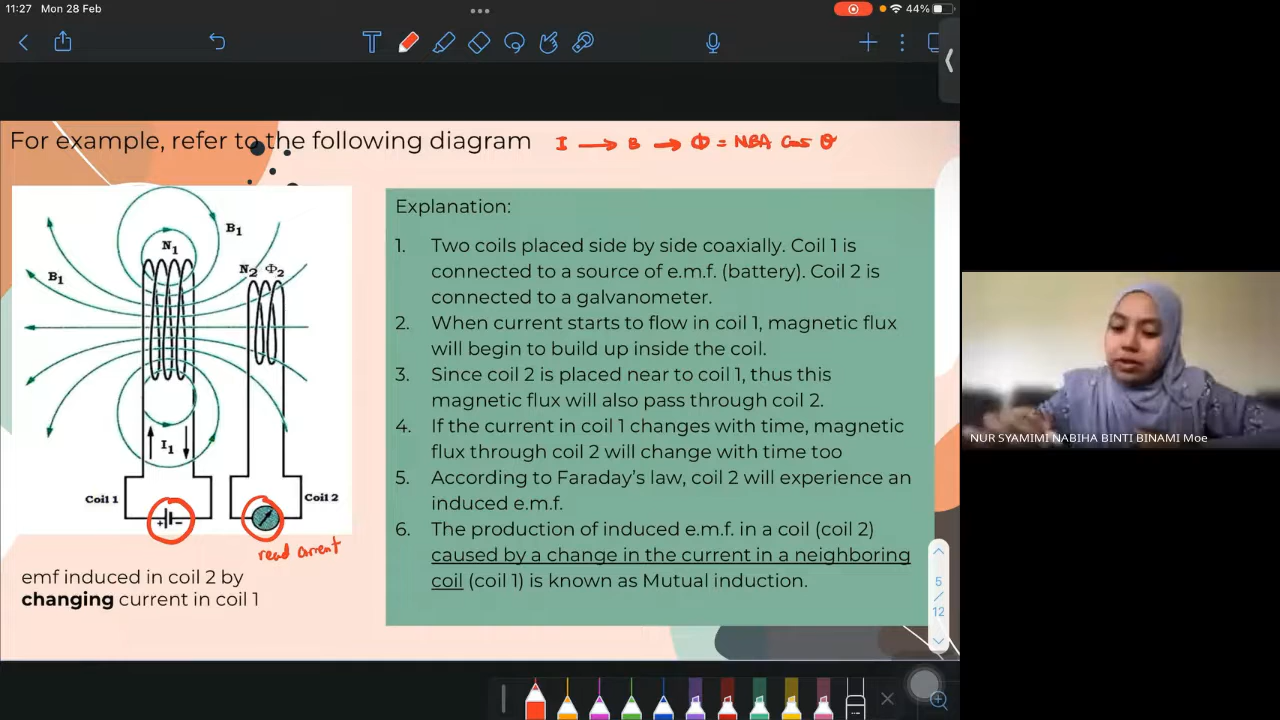 11:27 Mon 28 Feb
44%
T
For example, refer to the following diagram
I → B → Φ = NBA Cos θ
B₁
N₁
B₁
N₂ Φ₂
I₁
Coil 1
+ -
Coil 2
read current
emf induced in coil 2 by
changing current in coil 1
Explanation:
1. Two coils placed side by side coaxially. Coil 1 is
connected to a source of e.m.f. (battery). Coil 2 is
connected to a galvanometer.
2. When current starts to flow in coil 1, magnetic flux
will begin to build up inside the coil.
3. Since coil 2 is placed near to coil 1, thus this
magnetic flux will also pass through coil 2.
4. If the current in coil 1 changes with time, magnetic
flux through coil 2 will change with time too
5. According to Faraday's law, coil 2 will experience an
induced e.m.f.
6. The production of induced e.m.f. in a coil (coil 2)
caused by a change in the current in a neighboring
coil (coil 1) is known as Mutual induction.
5
/
12
NUR SYAMIMI NABIHA BINTI BINAMI Moe